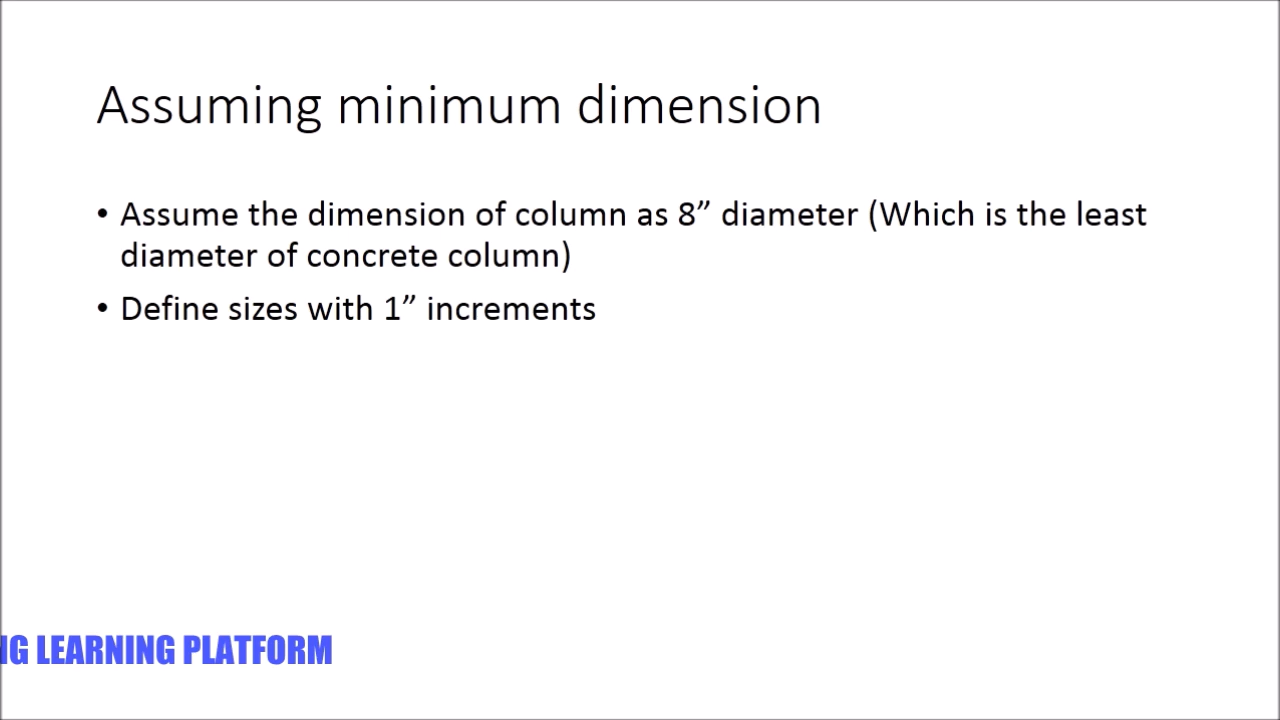 Assuming minimum dimension
• Assume the dimension of column as 8” diameter (Which is the least
diameter of concrete column)
• Define sizes with 1” increments
NG LEARNING PLATFORM